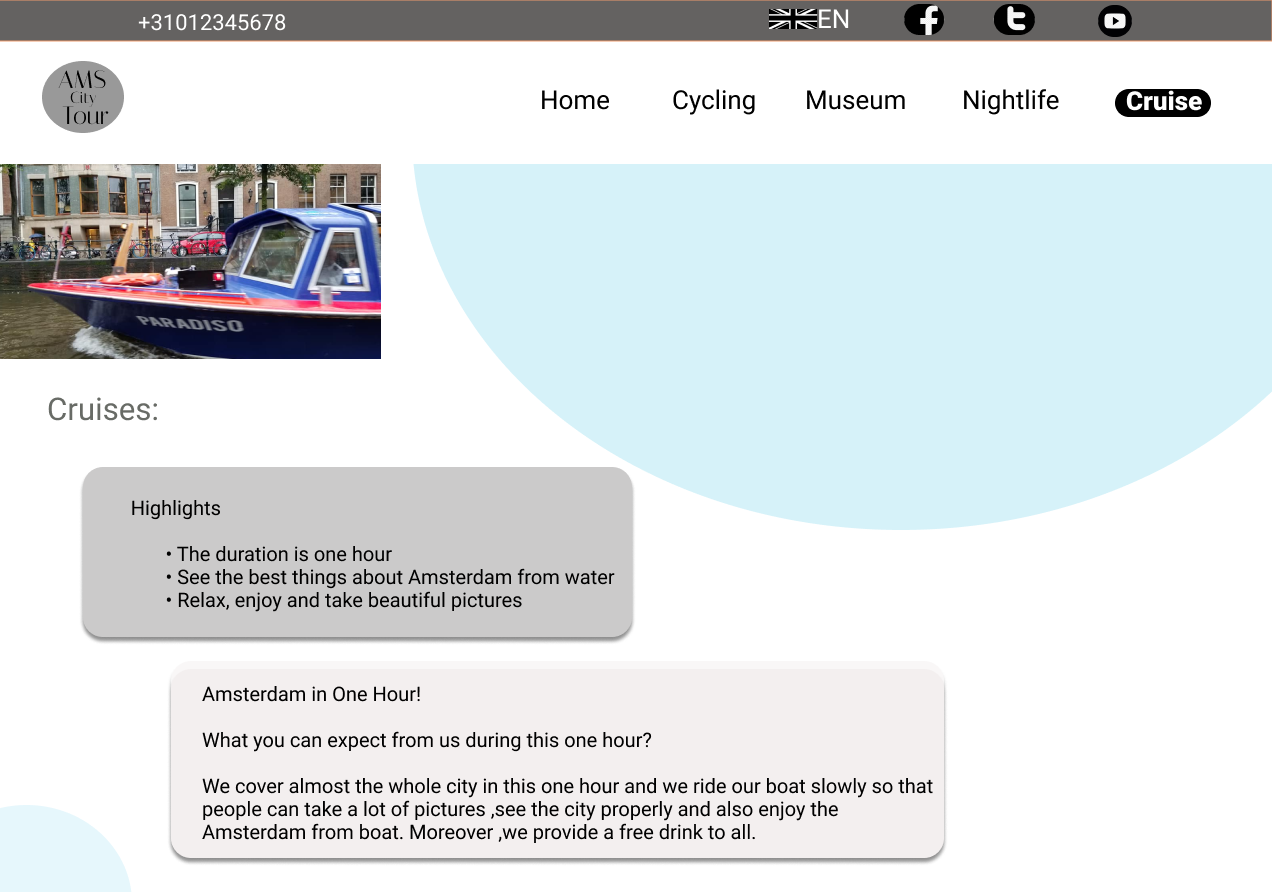 +31012345678
EN
AMS
City
Tour
Home
Cycling
Museum
Nightlife
Cruise
PARADISO
Cruises:
Highlights
• The duration is one hour
• See the best things about Amsterdam from water
• Relax, enjoy and take beautiful pictures
Amsterdam in One Hour!
What you can expect from us during this one hour?
We cover almost the whole city in this one hour and we ride our boat slowly so that
people can take a lot of pictures ,see the city properly and also enjoy the
Amsterdam from boat. Moreover ,we provide a free drink to all.